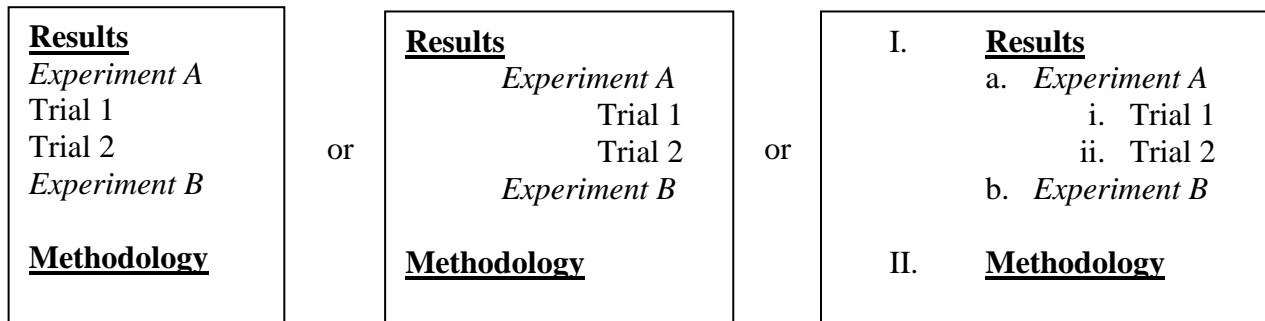 Results
Experiment A
Trial 1
Trial 2
Experiment B
Methodology
or
Results
Experiment A
Trial 1
Trial 2
Experiment B
Methodology
or
I. Results
a. Experiment A
i. Trial 1
ii. Trial 2
b. Experiment B
II. Methodology